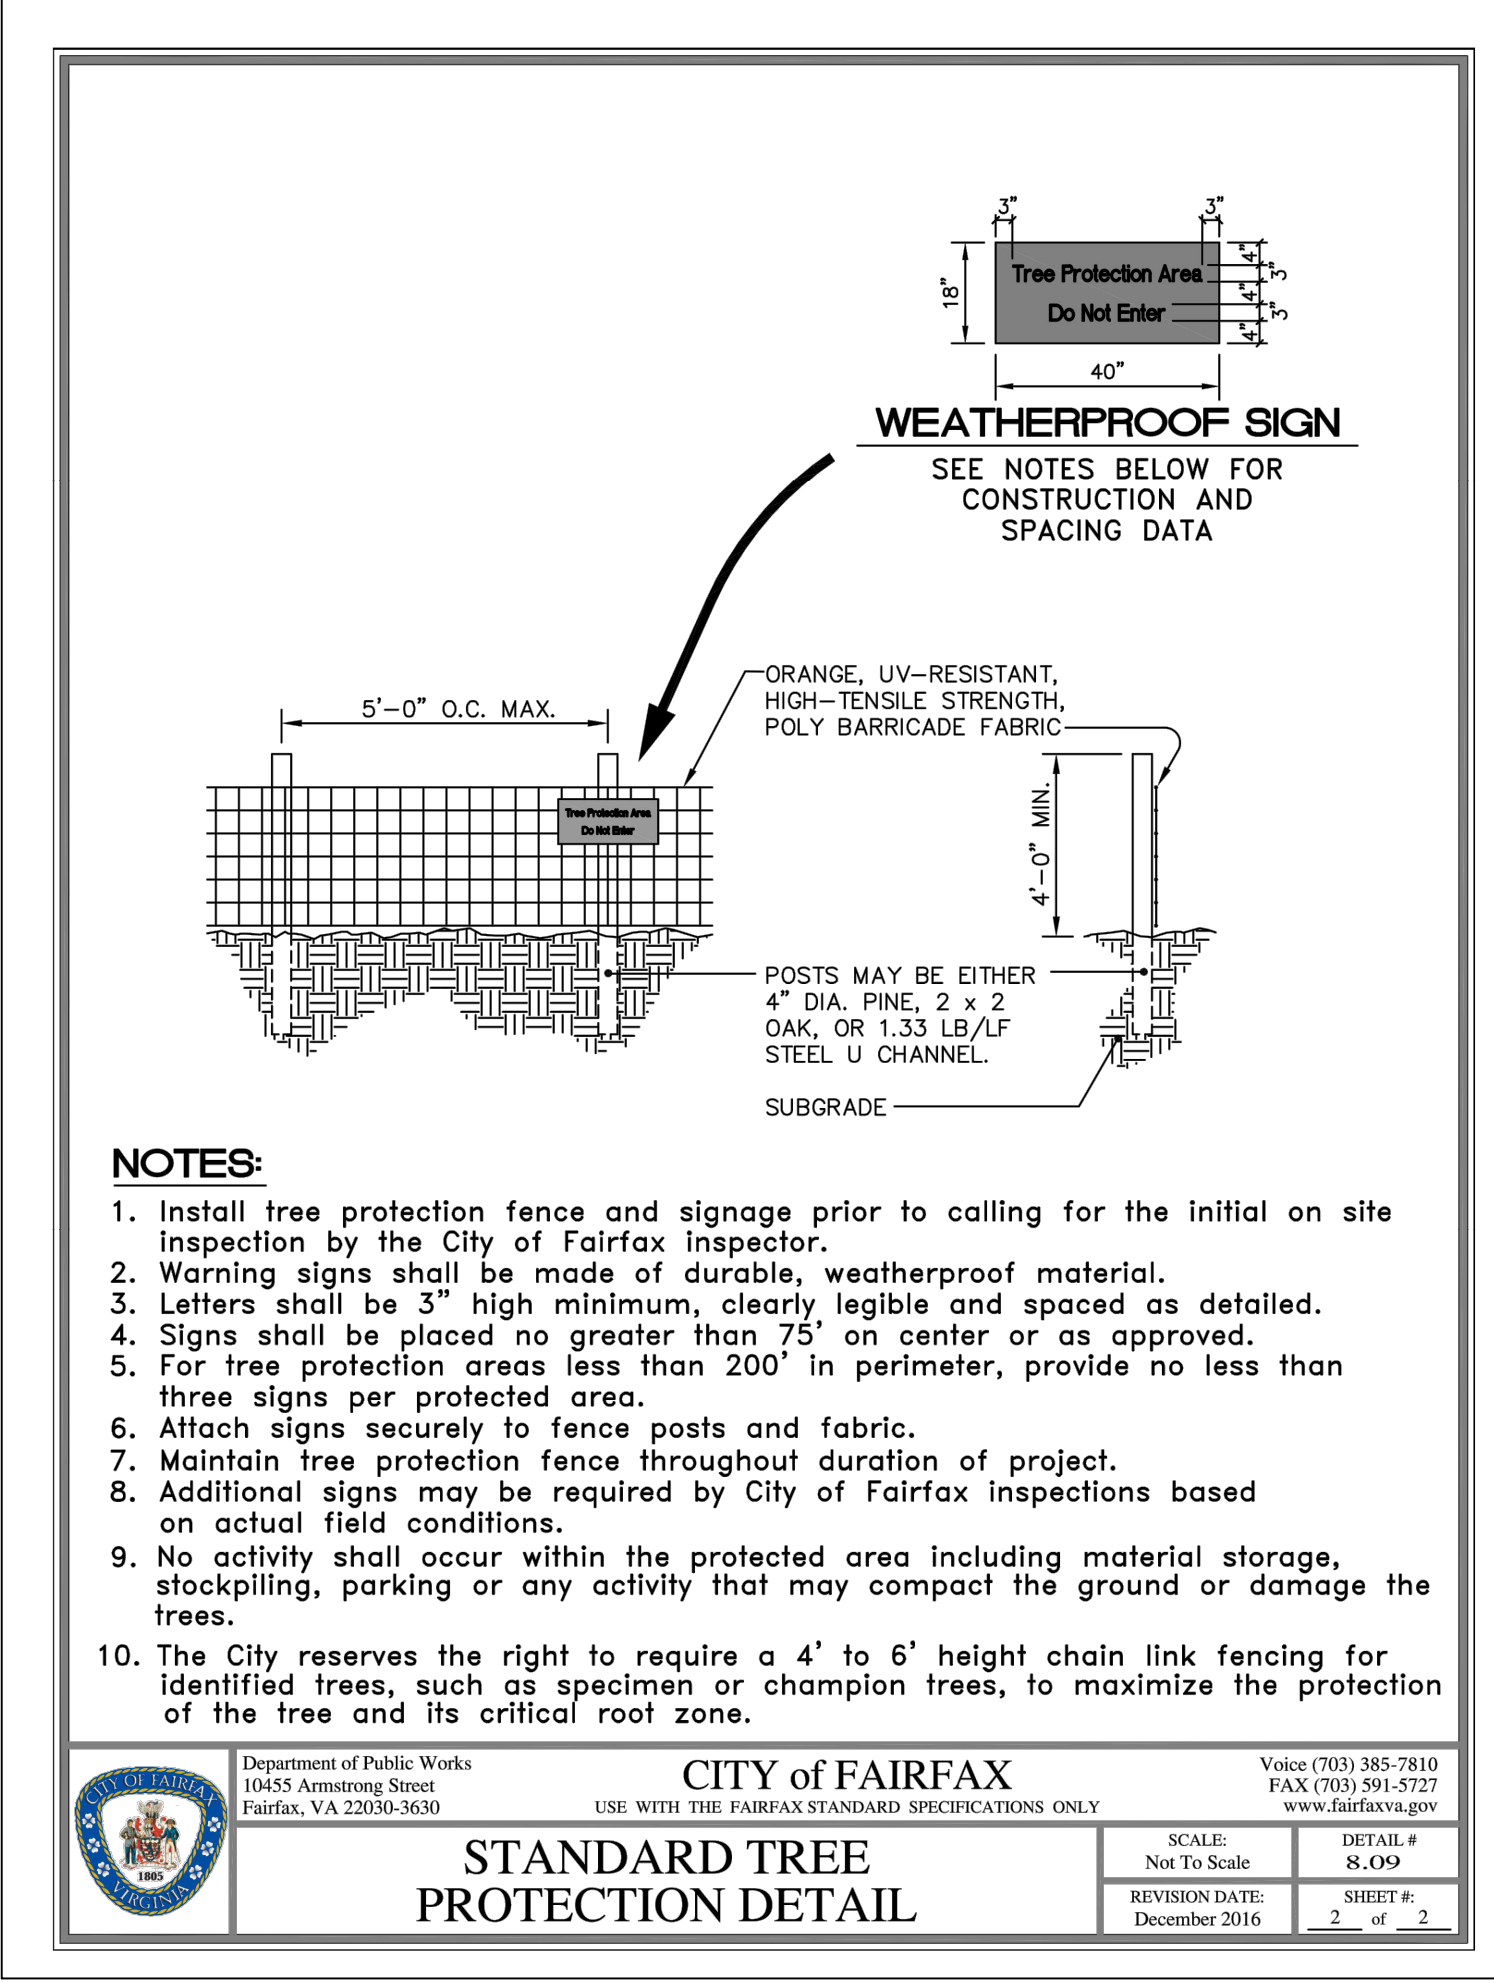 3" 3"
Tree Protection Area
Do Not Enter
18"
4"
3"
4"
3"
4"
40"
WEATHERPROOF SIGN
SEE NOTES BELOW FOR
CONSTRUCTION AND
SPACING DATA
ORANGE, UV-RESISTANT,
HIGH-TENSILE STRENGTH,
POLY BARRICADE FABRIC
5'-0" O.C. MAX.
Tree Protection Area
Do Not Enter
4'-0" MIN.
POSTS MAY BE EITHER
4" DIA. PINE, 2 x 2
OAK, OR 1.33 LB/LF
STEEL U CHANNEL.
SUBGRADE
NOTES:
1. Install tree protection fence and signage prior to calling for the initial on site
inspection by the City of Fairfax inspector.
2. Warning signs shall be made of durable, weatherproof material.
3. Letters shall be 3" high minimum, clearly legible and spaced as detailed.
4. Signs shall be placed no greater than 75' on center or as approved.
5. For tree protection areas less than 200' in perimeter, provide no less than
three signs per protected area.
6. Attach signs securely to fence posts and fabric.
7. Maintain tree protection fence throughout duration of project.
8. Additional signs may be required by City of Fairfax inspections based
on actual field conditions.
9. No activity shall occur within the protected area including material storage,
stockpiling, parking or any activity that may compact the ground or damage the
trees.
10. The City reserves the right to require a 4' to 6' height chain link fencing for
identified trees, such as specimen or champion trees, to maximize the protection
of the tree and its critical root zone.
CITY OF FAIRFAX
1805
VIRGINIA
Department of Public Works
10455 Armstrong Street
Fairfax, VA 22030-3630
CITY of FAIRFAX
USE WITH THE FAIRFAX STANDARD SPECIFICATIONS ONLY
Voice (703) 385-7810
FAX (703) 591-5727
www.fairfaxva.gov
STANDARD TREE
PROTECTION DETAIL
SCALE:
Not To Scale
DETAIL #
8.09
REVISION DATE:
December 2016
SHEET #:
2 of 2